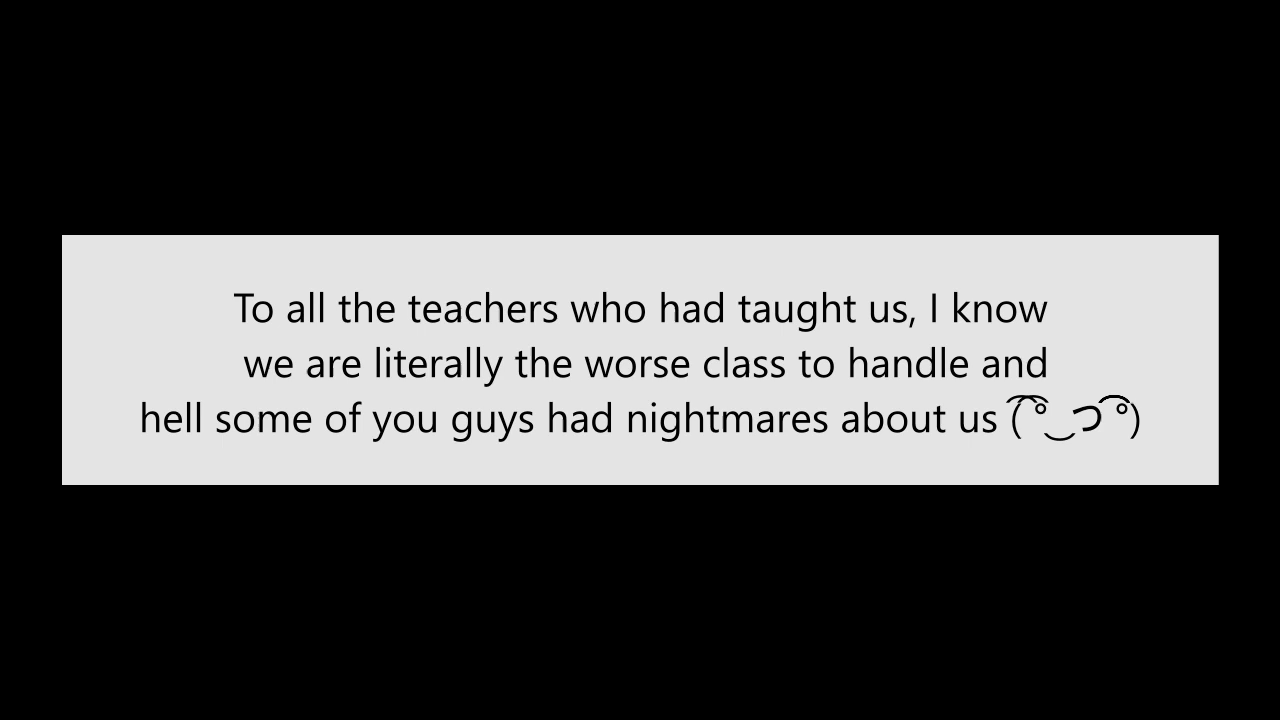 To all the teachers who had taught us, I know
we are literally the worse class to handle and
hell some of you guys had nightmares about us ( ͡° ͜ つ ͡°)